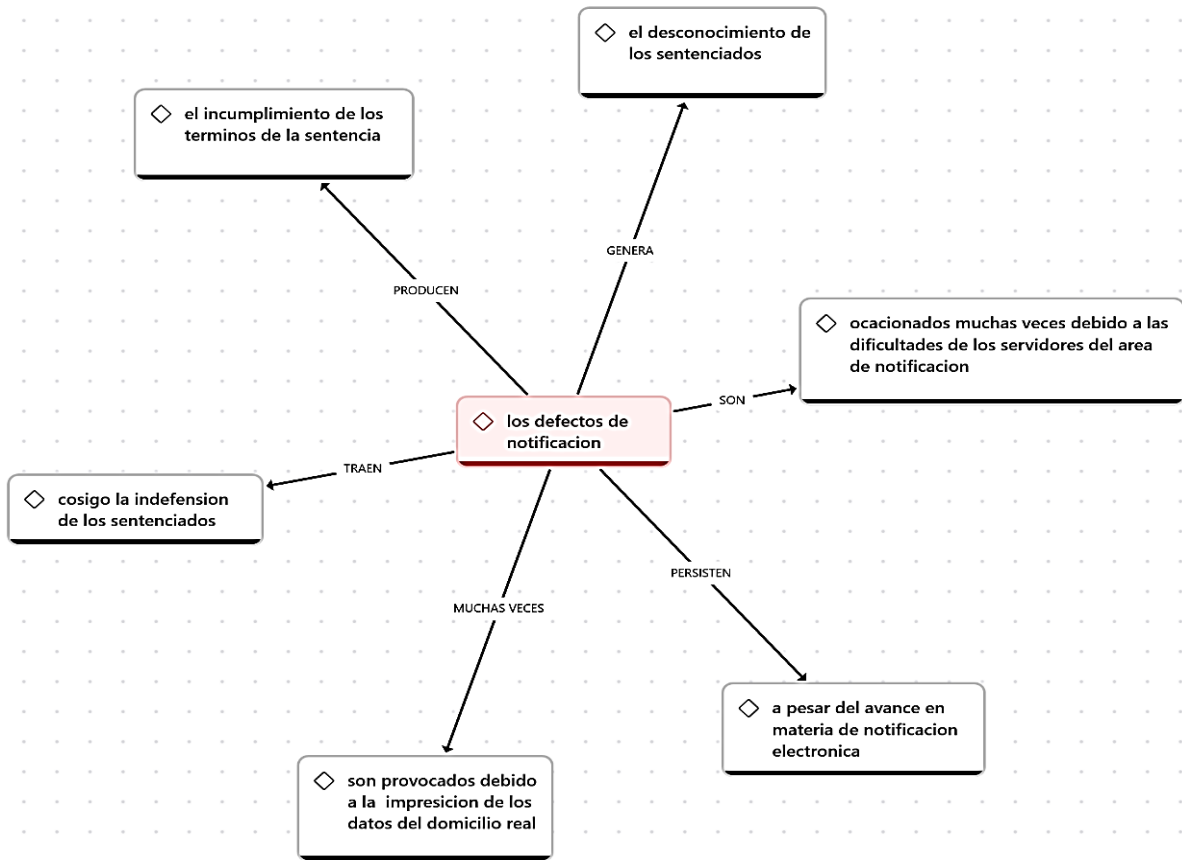 el desconocimiento de
los sentenciados
el incumplimiento de los
terminos de la sentencia
GENERA
PRODUCEN
ocacionados muchas veces debido a las
dificultades de los servidores del area
de notificacion
SON
los defectos de
notificacion
TRAEN
cosigo la indefension
de los sentenciados
PERSISTEN
MUCHAS VECES
a pesar del avance en
materia de notificacion
electronica
son provocados debido
a la impresicion de los
datos del domicilio real